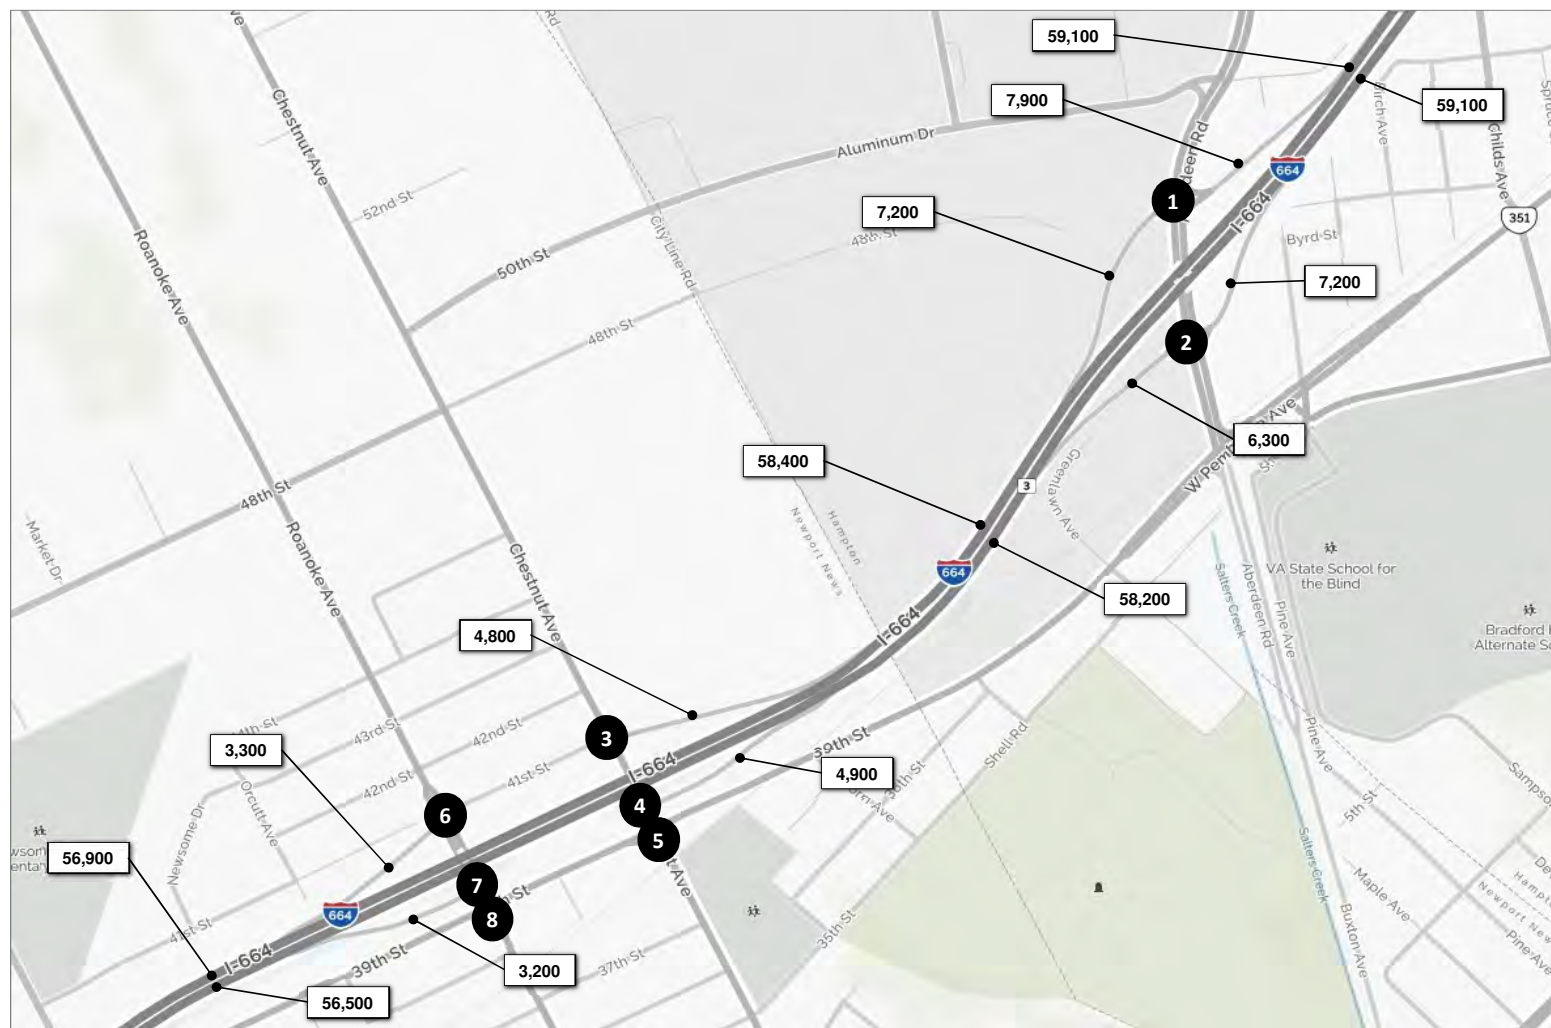 Chestnut Ave
Roanoke Ave
52nd St
50th St
Aluminum Dr
City Line Rd
48th St
48th St
48th St
59,100
59,100
7,900
7,200
7,200
6,300
1
2
664
I-664
351
Birch Ave
Childs Ave
Byrd St
Market Dr
Roanoke Ave
Chestnut Ave
58,400
58,200
3
Greenlawn Ave
Hampton
Newport News
664
I-664
Salters Creek
Aberdeen Rd
Pine Ave
VA State School for
the Blind
4,800
3
42nd St
43rd St
41st St
42nd St
3,300
Orcutt Ave
Newsome Dr
I-664
39th St
4,900
36th St
Shell Rd
Pine Ave
5th St
6
4
5
7
8
56,900
664
41st St
I-664
56,500
39th St
3,200
37th St
35th St
Salters Creek
Buxton Ave
Maple Ave
Pine Ave